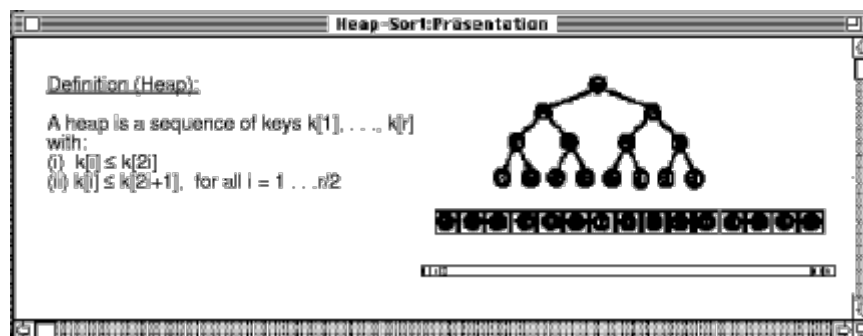 Heap-Sort:Präsentation
Definition (Heap):
A heap is a sequence of keys k[1], . . ., k[r]
with:
(i) k[i] ≤ k[2i]
(ii) k[i] ≤ k[2i+1], for all i = 1 . . .r/2